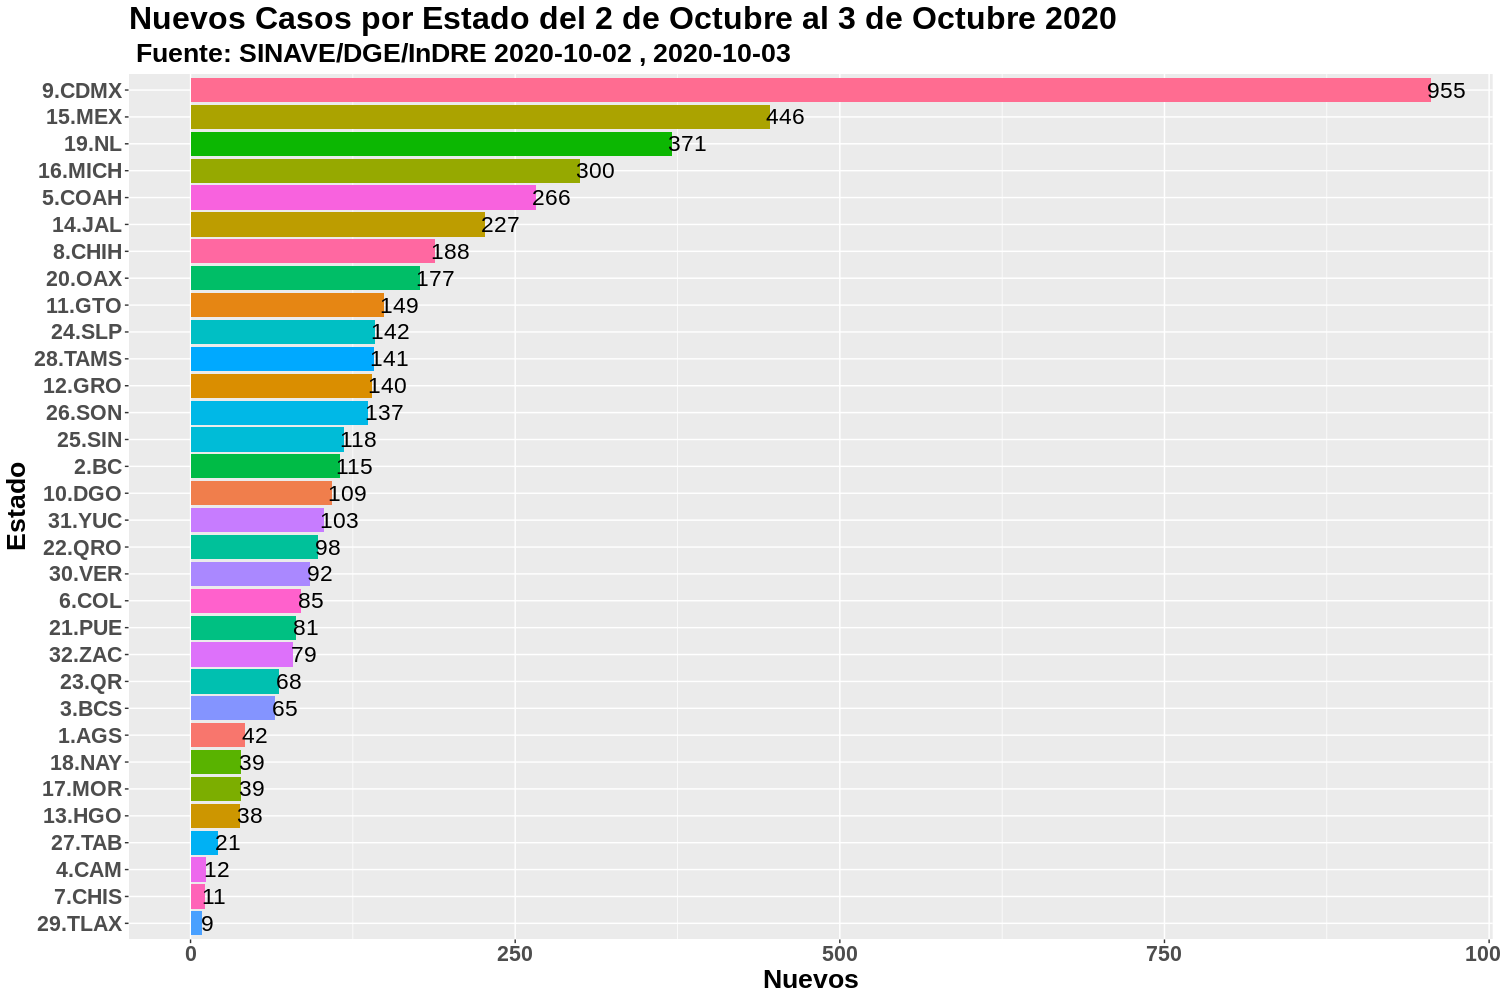 Nuevos Casos por Estado del 2 de Octubre al 3 de Octubre 2020
Fuente: SINAVE/DGE/InDRE 2020-10-02 , 2020-10-03
Estado
9.CDMX 955
15.MEX 446
19.NL 371
16.MICH 300
5.COAH 266
14.JAL 227
8.CHIH 188
20.OAX 177
11.GTO 149
24.SLP 142
28.TAMS 141
12.GRO 140
26.SON 137
25.SIN 118
2.BC 115
10.DGO 109
31.YUC 103
22.QRO 98
30.VER 92
6.COL 85
21.PUE 81
32.ZAC 79
23.QR 68
3.BCS 65
1.AGS 42
18.NAY 39
17.MOR 39
13.HGO 38
27.TAB 21
4.CAM 12
7.CHIS 11
29.TLAX 9
0 250 500 750 100
Nuevos